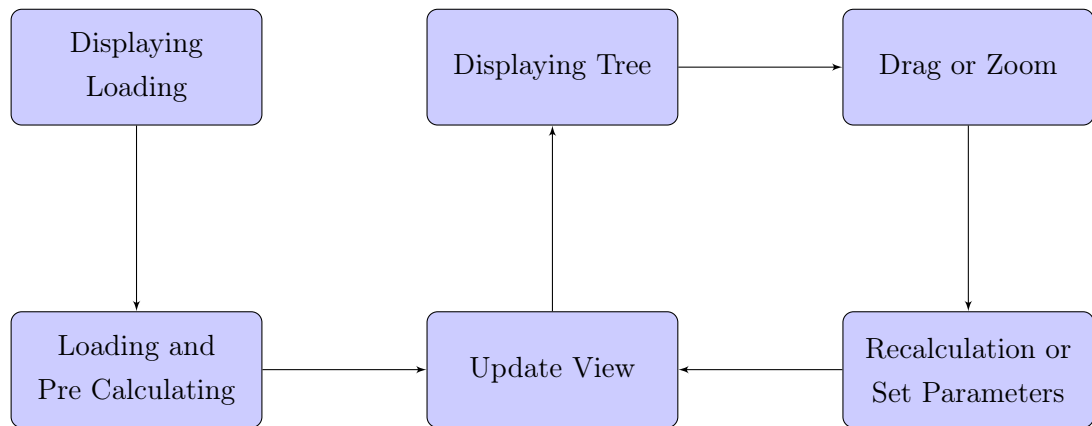 Displaying
Loading
Displaying Tree
Drag or Zoom
Loading and
Pre Calculating
Update View
Recalculation or
Set Parameters